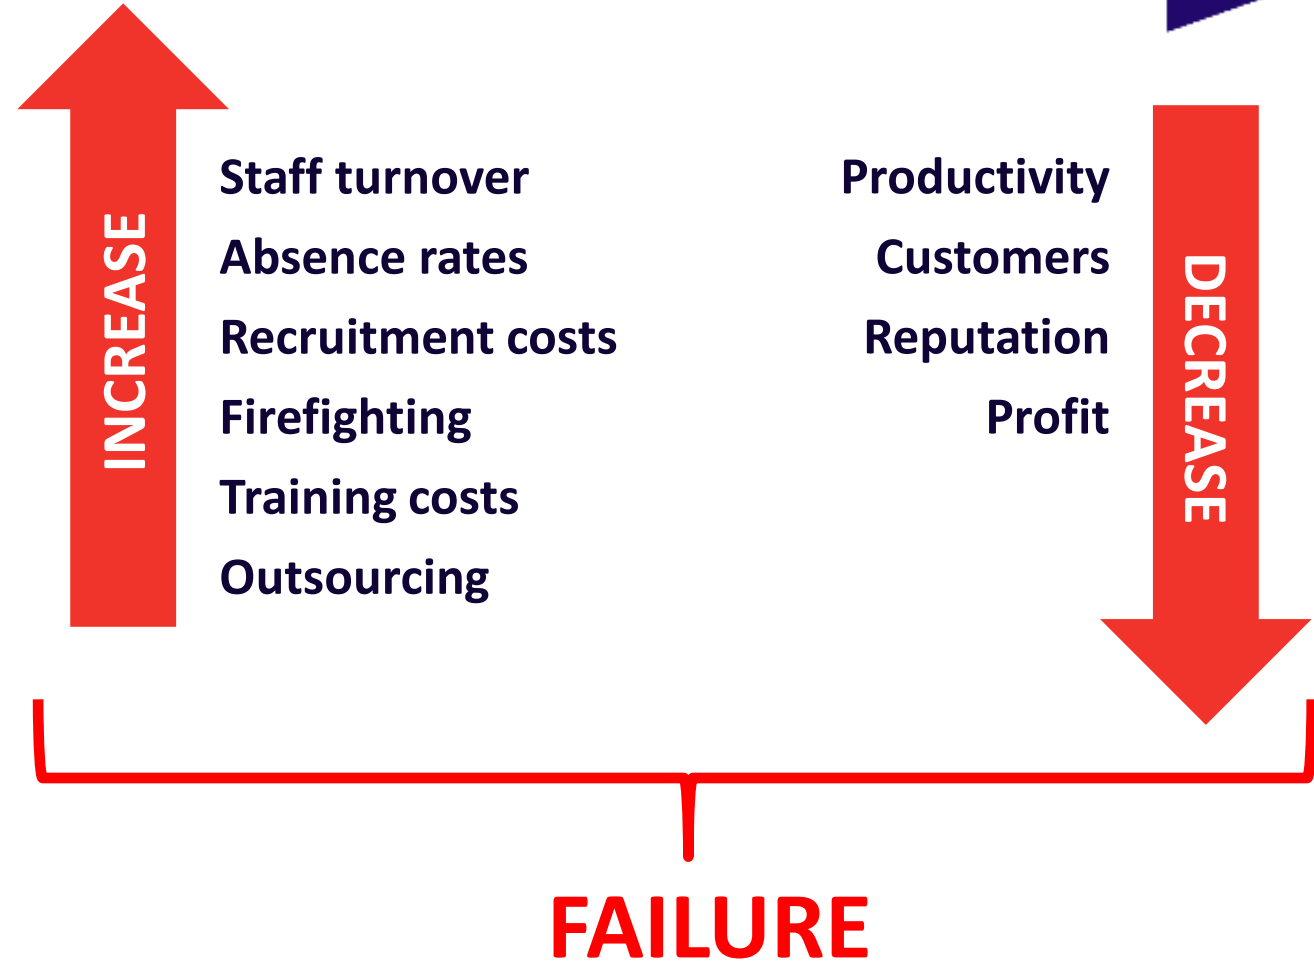 INCREASE
Staff turnover
Absence rates
Recruitment costs
Firefighting
Training costs
Outsourcing
Productivity
Customers
Reputation
Profit
DECREASE
FAILURE